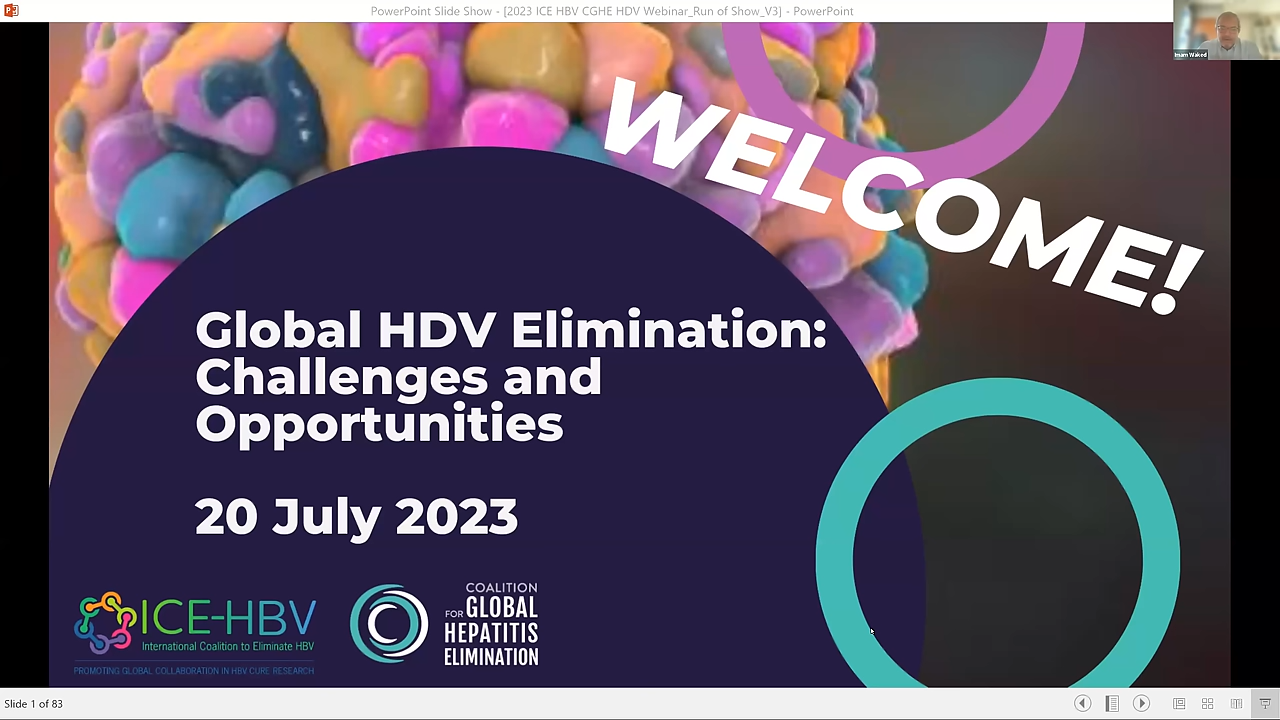 PowerPoint Slide Show - [2023 ICE HBV CGHE HDV Webinar_Run of Show_V3] - PowerPoint
Imam Waked
WELCOME!
Global HDV Elimination:
Challenges and
Opportunities
20 July 2023
ICE-HBV
International Coalition to Eliminate HBV
PROMOTING GLOBAL COLLABORATION IN HBV CURE RESEARCH
COALITION
FOR GLOBAL
HEPATITIS
ELIMINATION
Slide 1 of 83